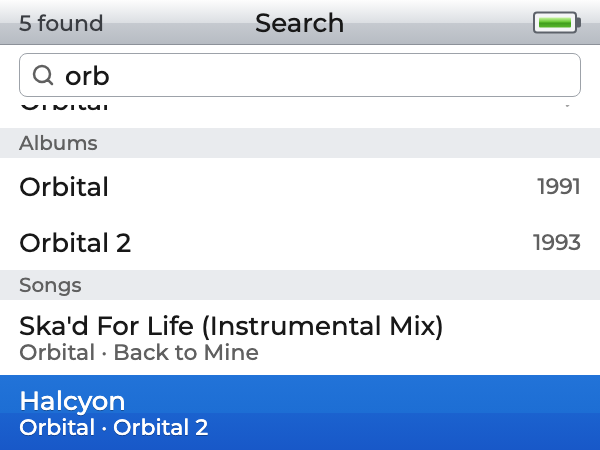 5 found
Search
orb
Orbital
Albums
Orbital
1991
Orbital 2
1993
Songs
Ska'd For Life (Instrumental Mix)
Orbital · Back to Mine
Halcyon
Orbital · Orbital 2